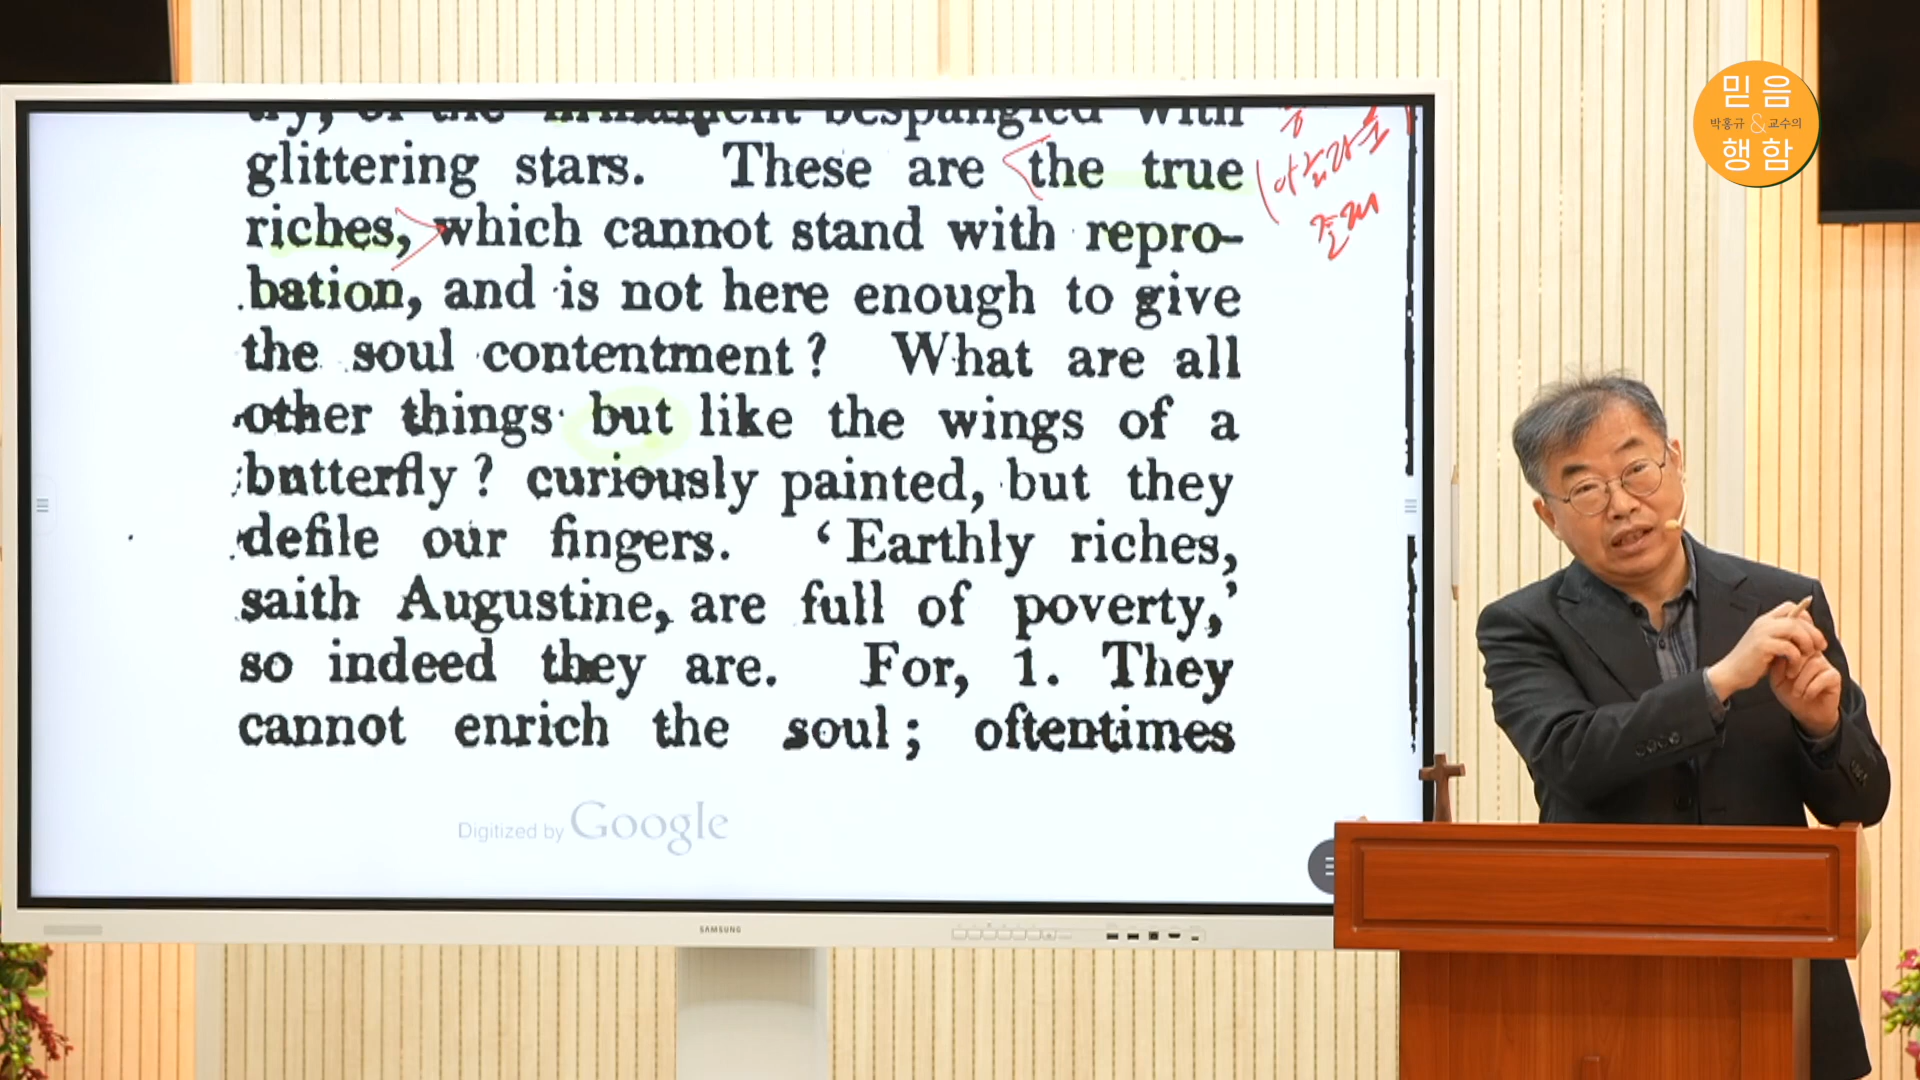 glittering stars. These are the true
riches, which cannot stand with repro-
bation, and is not here enough to give
the soul contentment? What are all
other things but like the wings of a
butterfly? curiously painted, but they
defile our fingers. ‘Earthly riches,
saith Augustine, are full of poverty,’
so indeed they are. For, 1. They
cannot enrich the soul; oftentimes
Digitized by Google
SAMSUNG
믿음
박홍규 & 교수의
행함